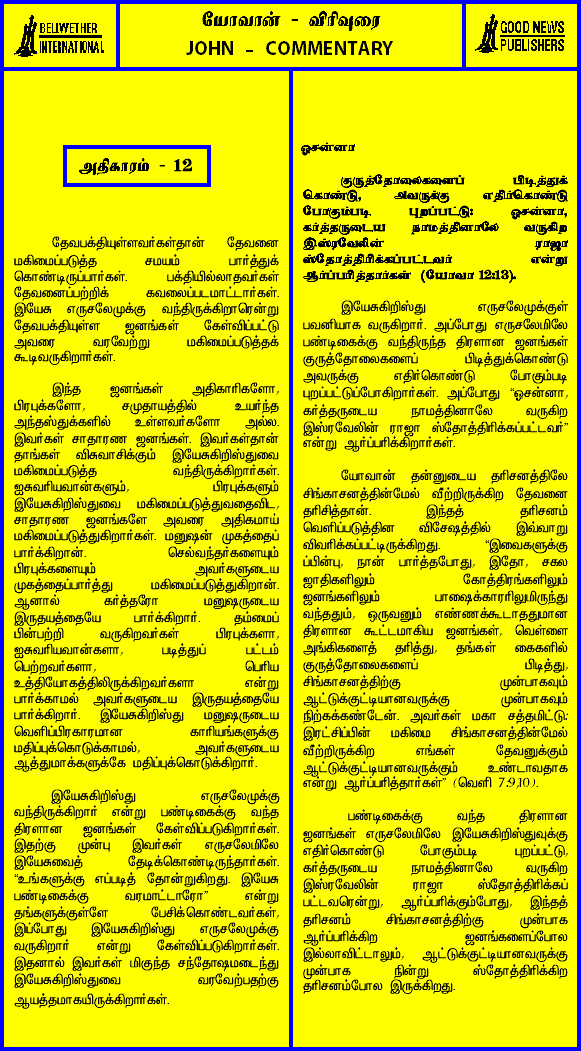 BELWETHER
INTERNATIONAL
யோவான் - விரிவுரை
JOHN - COMMENTARY
GOOD NEWS
PUBLISHERS
அதிகாரம் - 12
தேவபக்தியுள்ளவர்கள்தான் தேவனை
மகிமைப்படுத்த சமயம் பார்த்துக்
கொண்டிருப்பார்கள். பக்தியில்லாதவர்கள்
தேவனைப்பற்றிக் கவலைப்படமாட்டார்கள்.
இயேசு எருசலேமுக்கு வந்திருக்கிறாரென்று
தேவபக்தியுள்ள ஜனங்கள் கேள்விப்பட்டு
அவரை வரவேற்று மகிமைப்படுத்தக்
கூடிவருகிறார்கள்.
இந்த ஜனங்கள் அதிகாரிகளோ,
பிரபுக்களோ, சமுதாயத்தில் உயர்ந்த
அந்தஸ்துக்களில் உள்ளவர்களோ அல்ல.
இவர்கள் சாதாரண ஜனங்கள். இவர்கள்தான்
தாங்கள் விசுவாசிக்கும் இயேசுகிறிஸ்துவை
மகிமைப்படுத்த வந்திருக்கிறார்கள்.
ஐசுவரியவான்களும், பிரபுக்களும்
இயேசுகிறிஸ்துவை மகிமைப்படுத்துவதைவிட,
சாதாரண ஜனங்களே அவரை அதிகமாய்
மகிமைப்படுத்துகிறார்கள். மனுஷன் முகத்தைப்
பார்க்கிறான். செல்வந்தர்களையும்
பிரபுக்களையும் அவர்களுடைய
முகத்தைப்பார்த்து மகிமைப்படுத்துகிறான்.
ஆனால் கர்த்தரோ மனுஷருடைய
இருதயத்தையே பார்க்கிறார். தம்மைப்
பின்பற்றி வருகிறவர்கள் பிரபுக்களா,
ஐசுவரியவான்களா, படித்துப் பட்டம்
பெற்றவர்களா, பெரிய
உத்தியோகத்திலிருக்கிறவர்களா என்று
பார்க்காமல் அவர்களுடைய இருதயத்தையே
பார்க்கிறார். இயேசுகிறிஸ்து மனுஷருடைய
வெளிப்பிரகாரமான காரியங்களுக்கு
மதிப்புக்கொடுக்காமல், அவர்களுடைய
ஆத்துமாக்களுக்கே மதிப்புக்கொடுக்கிறார்.
இயேசுகிறிஸ்து எருசலேமுக்கு
வந்திருக்கிறார் என்று பண்டிகைக்கு வந்த
திரளான ஜனங்கள் கேள்விப்படுகிறார்கள்.
இதற்கு முன்பு இவர்கள் எருசலேமிலே
இயேசுவைத் தேடிக்கொண்டிருந்தார்கள்.
“உங்களுக்கு எப்படித் தோன்றுகிறது. இயேசு
பண்டிகைக்கு வரமாட்டாரோ” என்று
தங்களுக்குள்ளே பேசிக்கொண்டவர்கள்,
இப்போது இயேசுகிறிஸ்து எருசலேமுக்கு
வருகிறார் என்று கேள்விப்படுகிறார்கள்.
இதனால் இவர்கள் மிகுந்த சந்தோஷமடைந்து
இயேசுகிறிஸ்துவை வரவேற்பதற்கு
ஆயத்தமாகயிருக்கிறார்கள்.
ஓசன்னா
குருத்தோலைகளைப் பிடித்துக்
கொண்டு, அவருக்கு எதிர்கொண்டு
போகும்படி புறப்பட்டு: ஓசன்னா,
கர்த்தருடைய நாமத்தினாலே வருகிற
இஸ்ரவேலின் ராஜா
ஸ்தோத்திரிக்கப்பட்டவர் என்று
ஆர்ப்பரித்தார்கள் (யோவா 12:13).
இயேசுகிறிஸ்து எருசலேமுக்குள்
பவனியாக வருகிறார். அப்போது எருசலேமிலே
பண்டிகைக்கு வந்திருந்த திரளான ஜனங்கள்
குருத்தோலைகளைப் பிடித்துக்கொண்டு
அவருக்கு எதிர்கொண்டு போகும்படி
புறப்பட்டுப்போகிறார்கள். அப்போது “ஓசன்னா,
கர்த்தருடைய நாமத்தினாலே வருகிற
இஸ்ரவேலின் ராஜா ஸ்தோத்திரிக்கப்பட்டவர்”
என்று ஆர்ப்பரிக்கிறார்கள்.
யோவான் தன்னுடைய தரிசனத்திலே
சிங்காசனத்தின்மேல் வீற்றிருக்கிற தேவனை
தரிசித்தான். இந்தத் தரிசனம்
வெளிப்படுத்தின விசேஷத்தில் இவ்வாறு
விவரிக்கப்பட்டிருக்கிறது. “இவைகளுக்கு
ப்பின்பு, நான் பார்த்தபோது, இதோ, சகல
ஜாதிகளிலும் கோத்திரங்களிலும்
ஜனங்களிலும் பாஷைக்காரரிலுமிருந்து
வந்ததும், ஒருவனும் எண்ணக்கூடாததுமான
திரளான கூட்டமாகிய ஜனங்கள், வெள்ளை
அங்கிகளைத் தரித்து, தங்கள் கைகளில்
குருத்தோலைகளைப் பிடித்து,
சிங்காசனத்திற்கு முன்பாகவும்
ஆட்டுக்குட்டியானவருக்கு முன்பாகவும்
நிற்கக்கண்டேன். அவர்கள் மகா சத்தமிட்டு:
இரட்சிப்பின் மகிமை சிங்காசனத்தின்மேல்
வீற்றிருக்கிற எங்கள் தேவனுக்கும்
ஆட்டுக்குட்டியானவருக்கும் உண்டாவதாக
என்று ஆர்ப்பரித்தார்கள்” (வெளி 7:9,10).
பண்டிகைக்கு வந்த திரளான
ஜனங்கள் எருசலேமிலே இயேசுகிறிஸ்துவுக்கு
எதிர்கொண்டு போகும்படி புறப்பட்டு,
கர்த்தருடைய நாமத்தினாலே வருகிற
இஸ்ரவேலின் ராஜா ஸ்தோத்திரிக்கப்
பட்டவரென்று, ஆர்ப்பரிக்கும்போது, இந்தத்
தரிசனம் சிங்காசனத்திற்கு முன்பாக
ஆர்ப்பரிக்கிற ஜனங்களைப்போல
இல்லாவிட்டாலும், ஆட்டுக்குட்டியானவருக்கு
முன்பாக நின்று ஸ்தோத்திரிக்கிற
தரிசனம்போல இருக்கிறது.